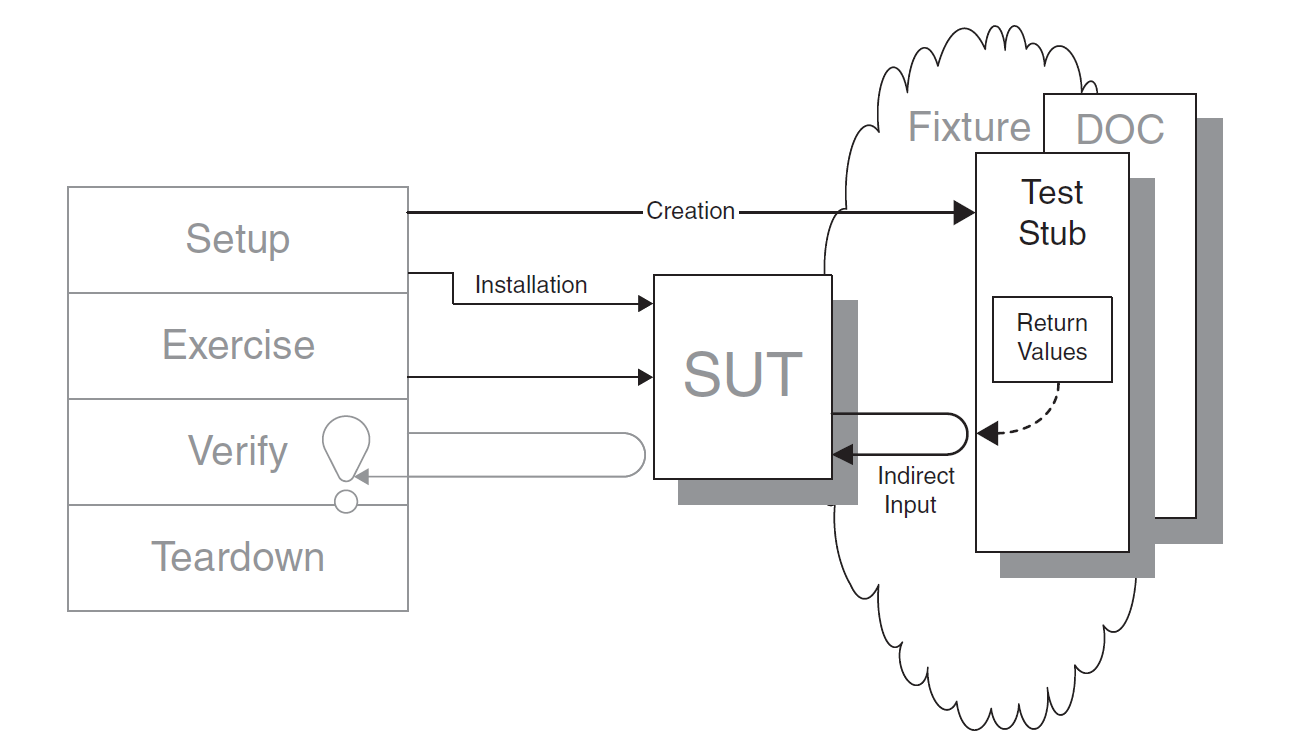 Fixture
DOC
Test
Stub
Setup
Creation
Installation
Exercise
SUT
Return
Values
Verify
Indirect
Input
Teardown